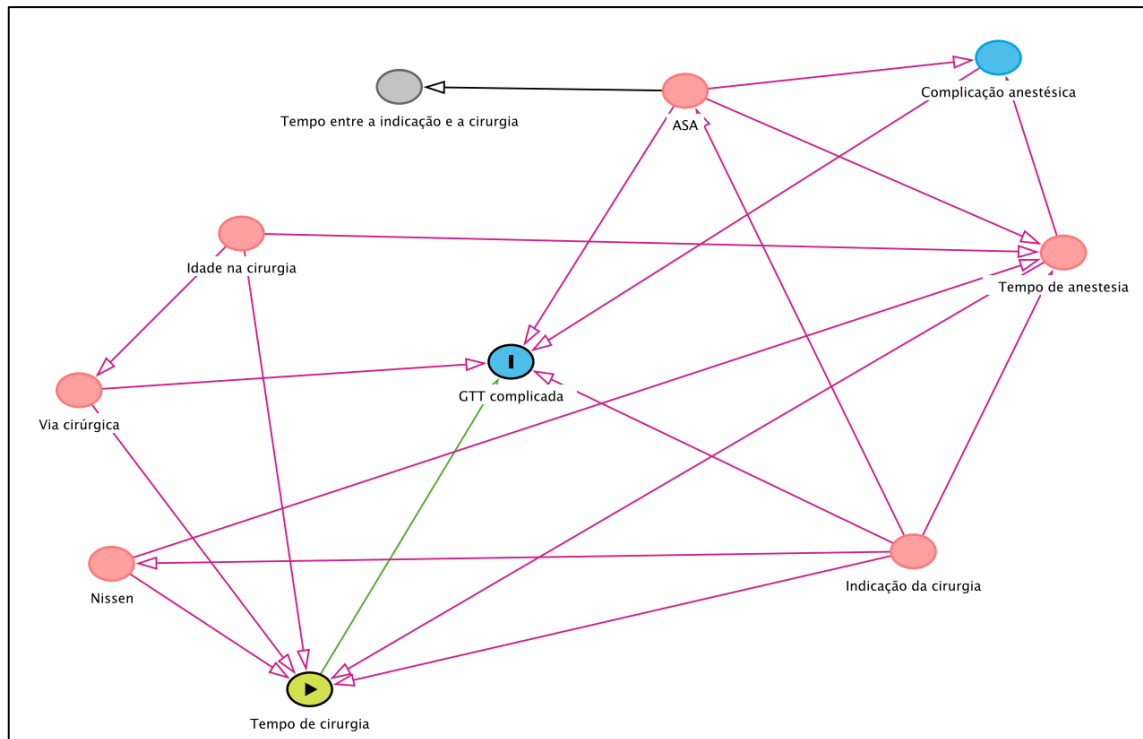 Complicação anestésica
Tempo entre a indicação e a cirurgia
ASA
Idade na cirurgia
Tempo de anestesia
GTT complicada
Via cirúrgica
Indicação da cirurgia
Nissen
Tempo de cirurgia